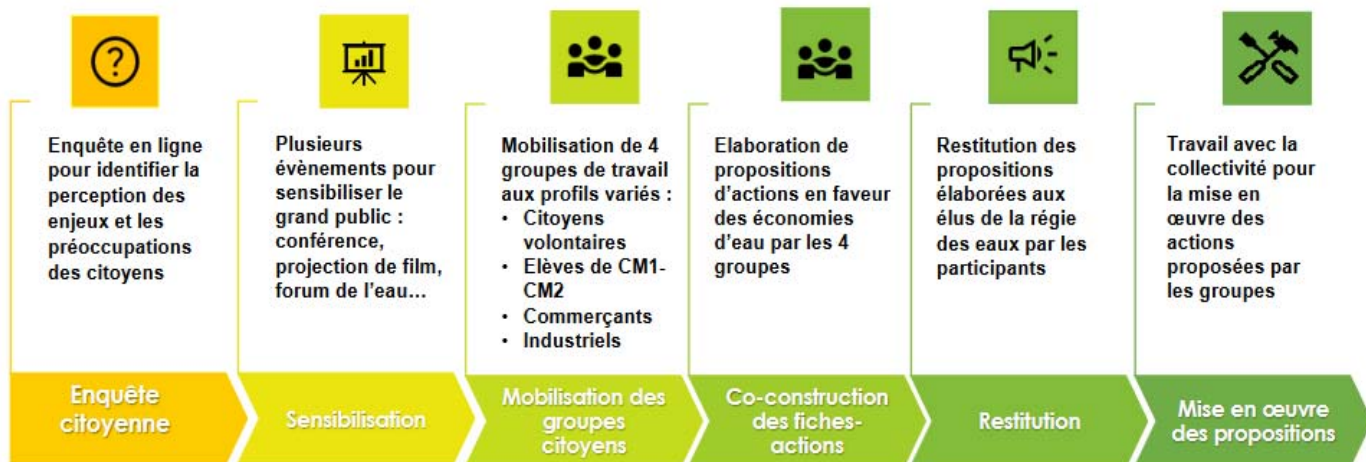 ?
Enquête en ligne
pour identifier la
perception des
enjeux et les
préoccupations
des citoyens
Enquête
citoyenne
Plusieurs
évènements pour
sensibiliser le
grand public :
conférence,
projection de film,
forum de l'eau…
Sensibilisation
Mobilisation de 4
groupes de travail
aux profils variés :
• Citoyens
volontaires
• Elèves de CM1-
CM2
• Commerçants
• Industriels
Mobilisation des
groupes
citoyens
Elaboration de
propositions
d'actions en faveur
des économies
d'eau par les 4
groupes
Co-construction
des fiches-
actions
Restitution des
propositions
élaborées aux
élus de la régie
des eaux par les
participants
Restitution
Travail avec la
collectivité pour
la mise en
œuvre des
actions
proposées par
les groupes
Mise en œuvre
des propositions